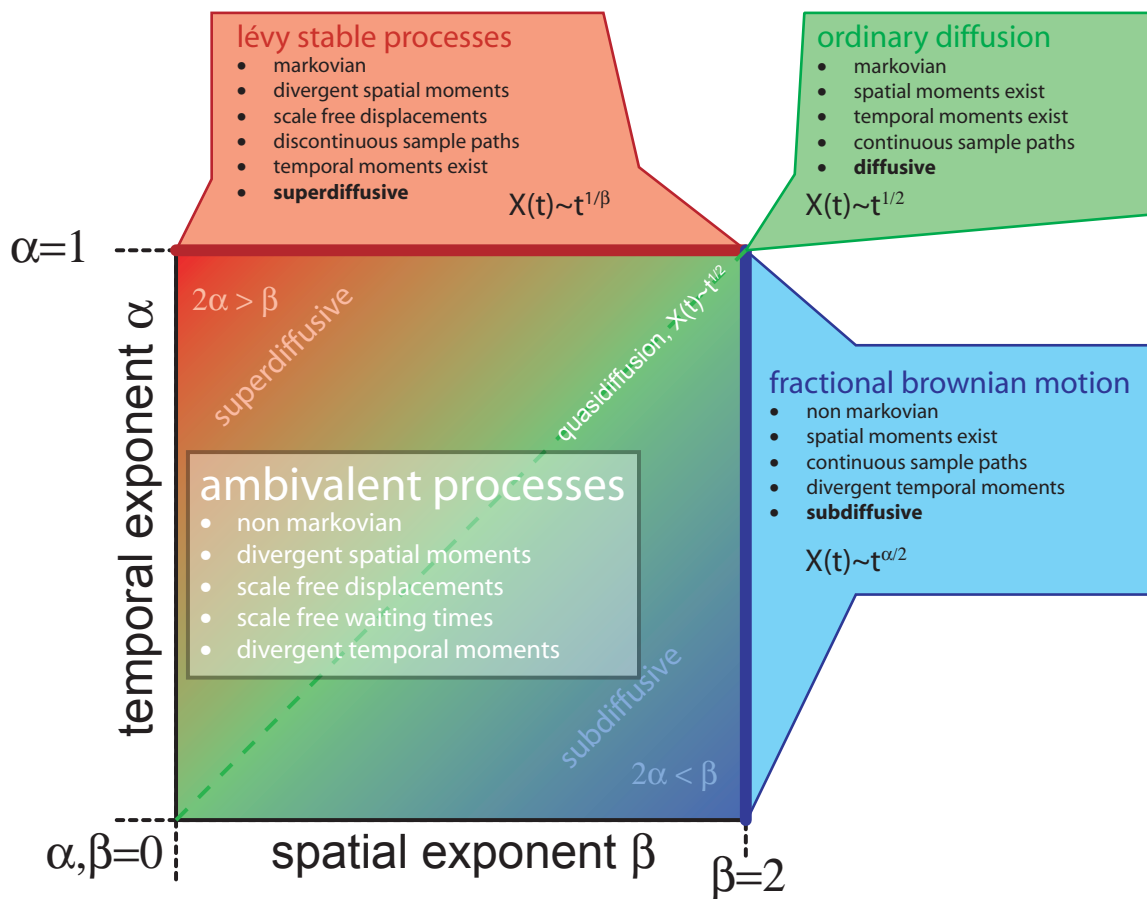 lévy stable processes
• markovian
• divergent spatial moments
• scale free displacements
• discontinuous sample paths
• temporal moments exist
• superdiffusive
X(t)~t^{1/β}
ordinary diffusion
• markovian
• spatial moments exist
• temporal moments exist
• continuous sample paths
• diffusive
X(t)~t^{1/2}
α=1
temporal exponent α
2α > β
superdiffusive
quasidiffusion, X(t)~t^{1/2}
ambivalent processes
• non markovian
• divergent spatial moments
• scale free displacements
• scale free waiting times
• divergent temporal moments
subdiffusive
2α < β
fractional brownian motion
• non markovian
• spatial moments exist
• continuous sample paths
• divergent temporal moments
• subdiffusive
X(t)~t^{α/2}
α,β=0
spatial exponent β
β=2